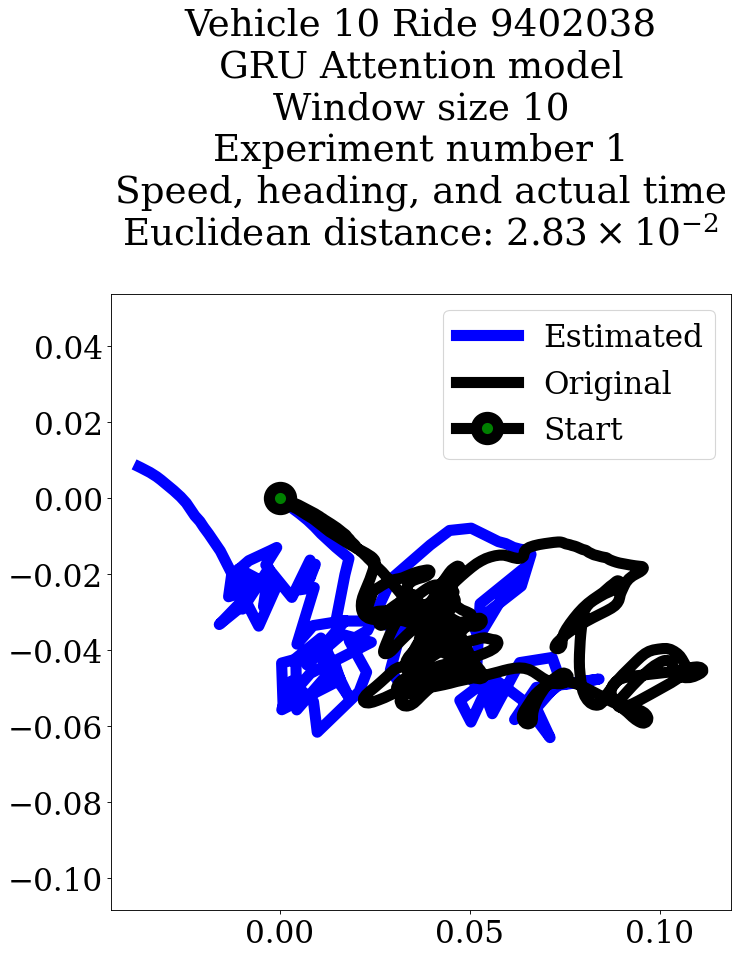 Vehicle 10 Ride 9402038
GRU Attention model
Window size 10
Experiment number 1
Speed, heading, and actual time
Euclidean distance: 2.83 × 10⁻²
Estimated
Original
Start
0.04
0.02
0.00
−0.02
−0.04
−0.06
−0.08
−0.10
0.00 0.05 0.10